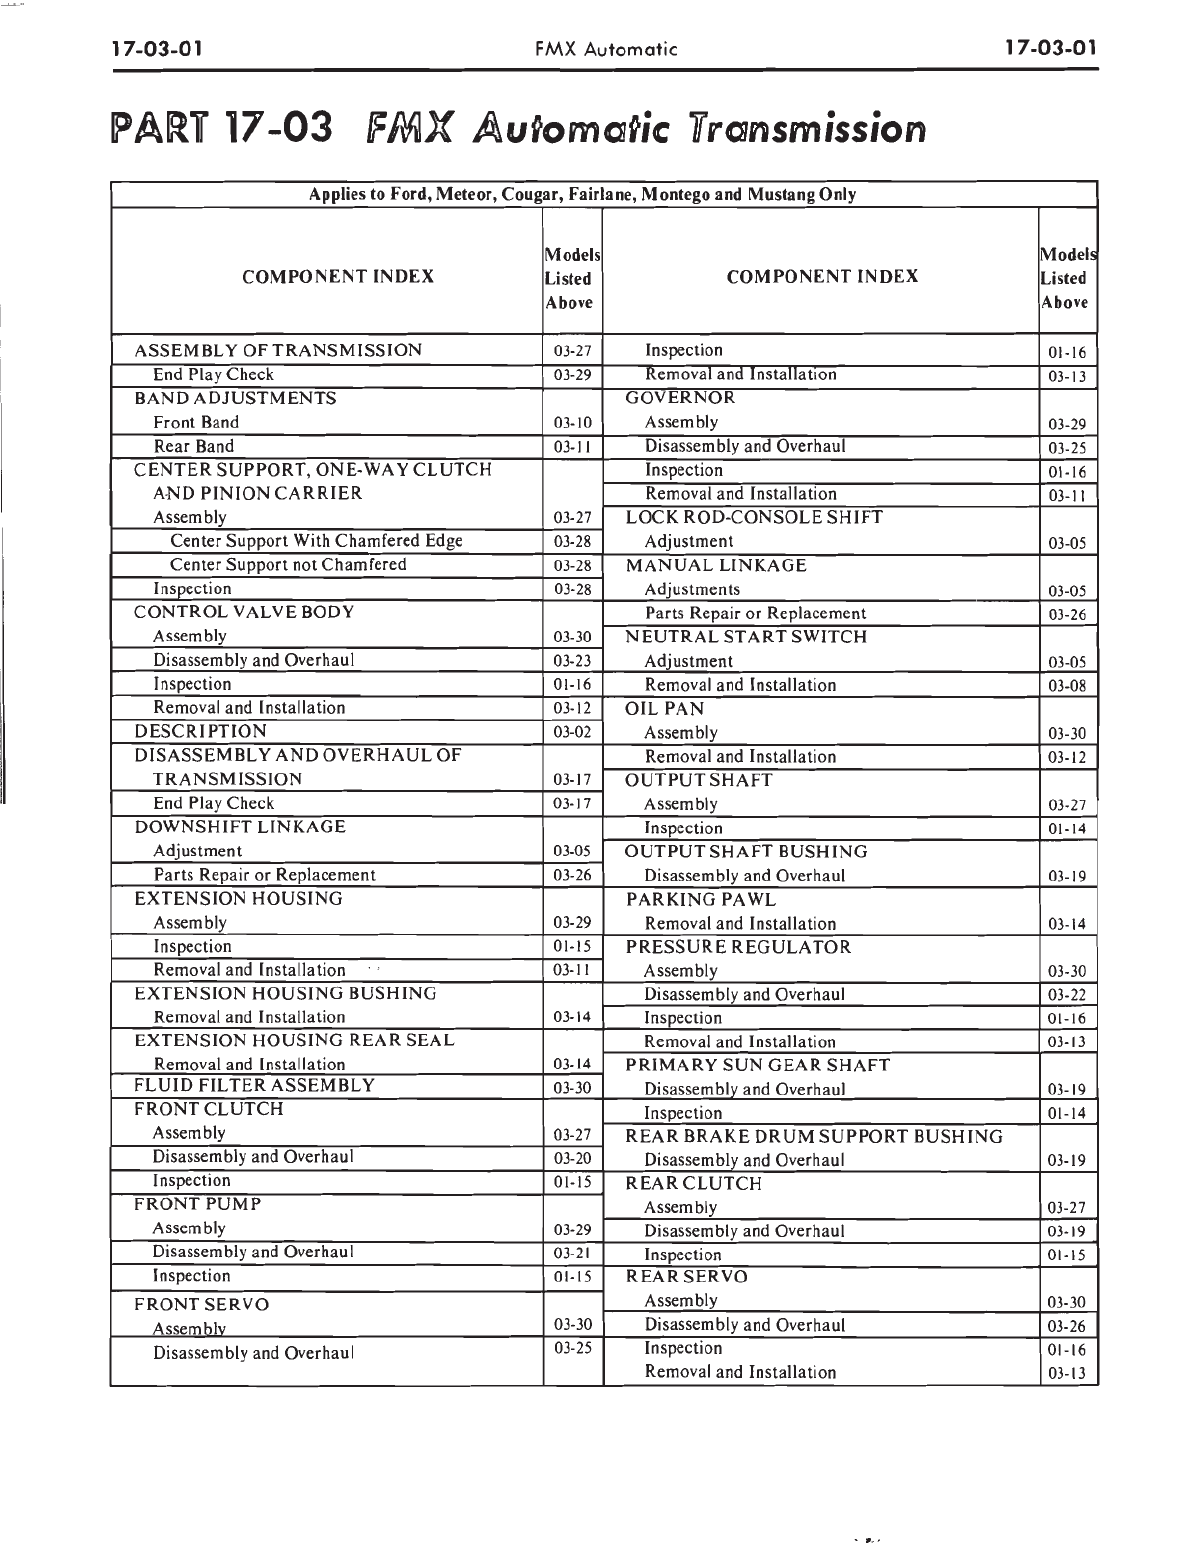 17-03-01 FMX Automatic 17-03-01
PART 17-03 FMX Automatic Transmission
Applies to Ford, Meteor, Cougar, Fairlane, Montego and Mustang Only
COMPONENT INDEX
Models
Listed
Above
ASSEMBLY OF TRANSMISSION 03-27
End Play Check 03-29
BAND ADJUSTMENTS
Front Band 03-10
Rear Band 03-11
CENTER SUPPORT, ONE-WAY CLUTCH
AND PINION CARRIER
Assembly 03-27
Center Support With Chamfered Edge 03-28
Center Support not Chamfered 03-28
Inspection 03-28
CONTROL VALVE BODY
Assembly 03-30
Disassembly and Overhaul 03-23
Inspection 01-16
Removal and Installation 03-12
DESCRIPTION 03-02
DISASSEMBLY AND OVERHAUL OF
TRANSMISSION 03-17
End Play Check 03-17
DOWNSHIFT LINKAGE
Adjustment 03-05
Parts Repair or Replacement 03-26
EXTENSION HOUSING
Assembly 03-29
Inspection 01-15
Removal and Installation 03-11
EXTENSION HOUSING BUSHING
Removal and Installation 03-14
EXTENSION HOUSING REAR SEAL
Removal and Installation 03-14
FLUID FILTER ASSEMBLY 03-30
FRONT CLUTCH
Assembly 03-27
Disassembly and Overhaul 03-20
Inspection 01-15
FRONT PUMP
Assembly 03-29
Disassembly and Overhaul 03-21
Inspection 01-15
FRONT SERVO
Assembly 03-30
Disassembly and Overhaul 03-25
COMPONENT INDEX
Models
Listed
Above
Inspection 01-16
Removal and Installation 03-13
GOVERNOR
Assembly 03-29
Disassembly and Overhaul 03-25
Inspection 01-16
Removal and Installation 03-11
LOCK ROD-CONSOLE SHIFT
Adjustment 03-05
MANUAL LINKAGE
Adjustments 03-05
Parts Repair or Replacement 03-26
NEUTRAL START SWITCH
Adjustment 03-05
Removal and Installation 03-08
OIL PAN
Assembly 03-30
Removal and Installation 03-12
OUTPUT SHAFT
Assembly 03-27
Inspection 01-14
OUTPUT SHAFT BUSHING
Disassembly and Overhaul 03-19
PARKING PAWL
Removal and Installation 03-14
PRESSURE REGULATOR
Assembly 03-30
Disassembly and Overhaul 03-22
Inspection 01-16
Removal and Installation 03-13
PRIMARY SUN GEAR SHAFT
Disassembly and Overhaul 03-19
Inspection 01-14
REAR BRAKE DRUM SUPPORT BUSHING
Disassembly and Overhaul 03-19
REAR CLUTCH
Assembly 03-27
Disassembly and Overhaul 03-19
Inspection 01-15
REAR SERVO
Assembly 03-30
Disassembly and Overhaul 03-26
Inspection 01-16
Removal and Installation 03-13